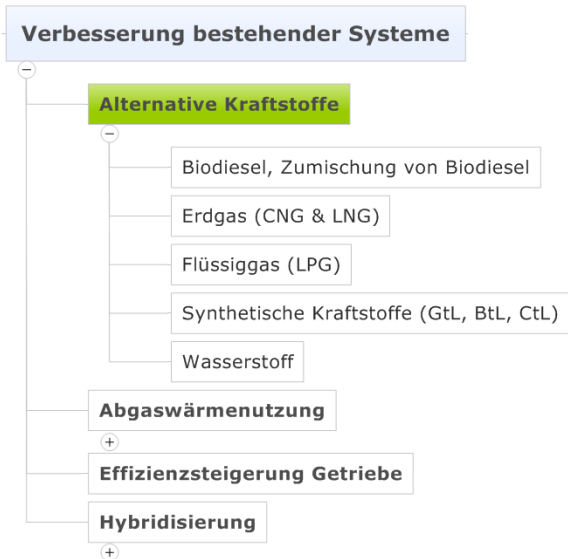 Verbesserung bestehender Systeme
Alternative Kraftstoffe
Biodiesel, Zumischung von Biodiesel
Erdgas (CNG & LNG)
Flüssiggas (LPG)
Synthetische Kraftstoffe (GtL, BtL, CtL)
Wasserstoff
Abgaswärmenutzung
Effizienzsteigerung Getriebe
Hybridisierung